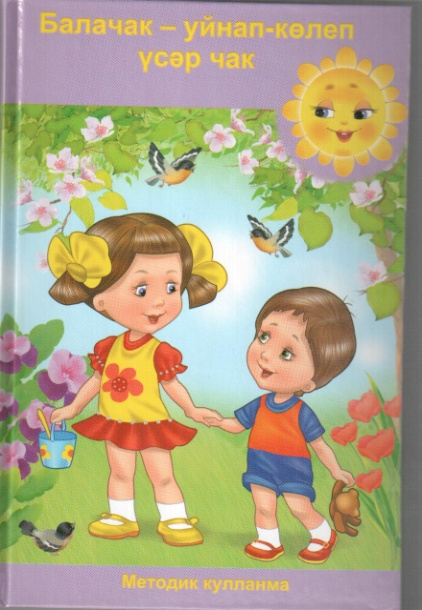 Балачак – уйнап-көлеп
үсәр чак
Методик кулланма